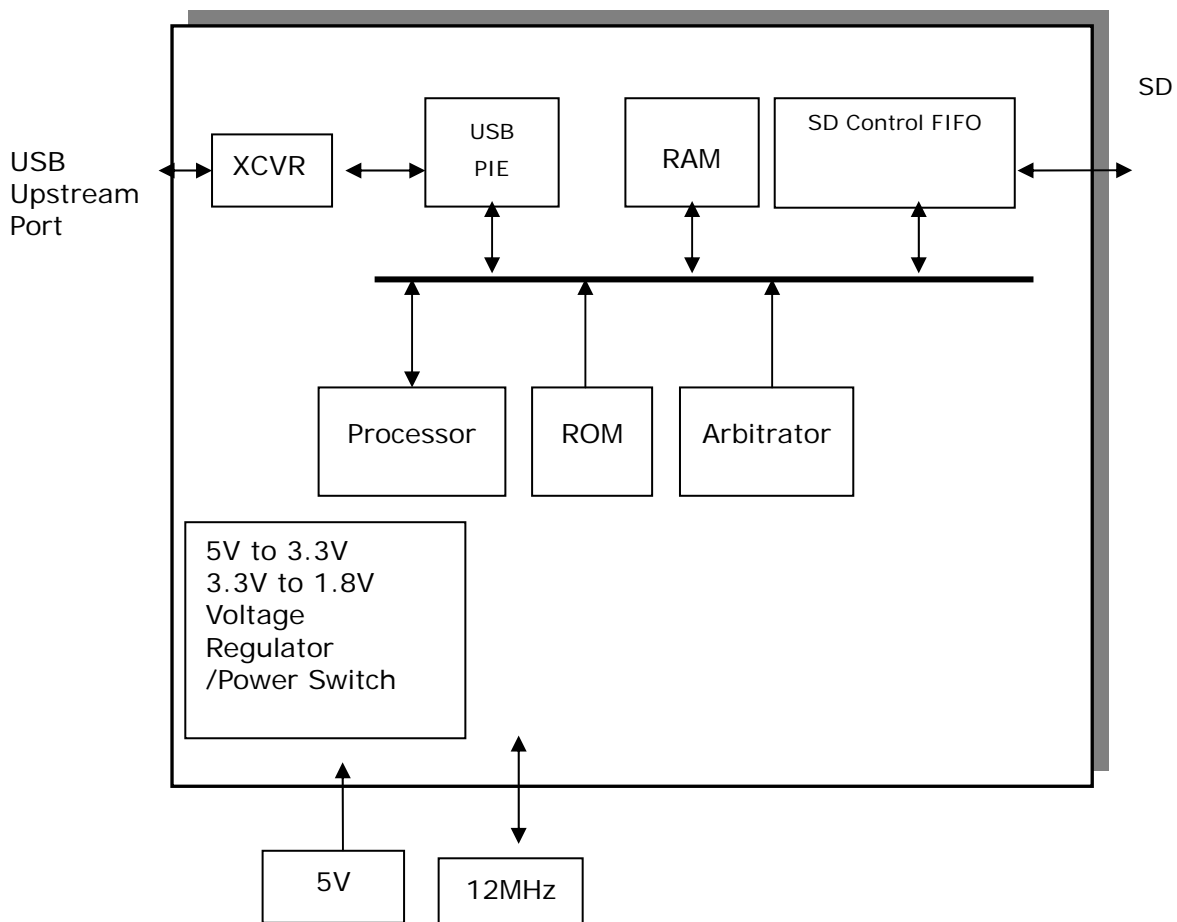 SD
USB
Upstream
Port
XCVR
USB
PIE
RAM
SD Control FIFO
Processor
ROM
Arbitrator
5V to 3.3V
3.3V to 1.8V
Voltage
Regulator
/Power Switch
5V
12MHz